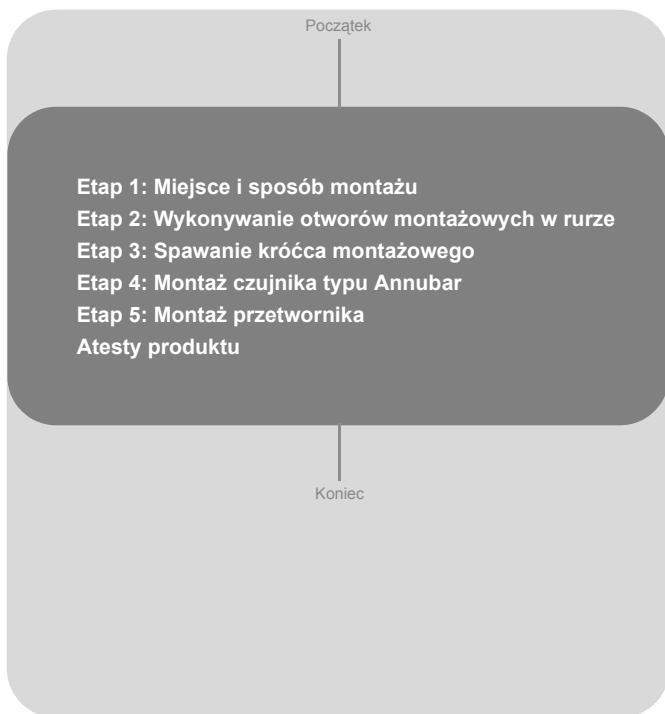 Początek
Etap 1: Miejsce i sposób montażu
Etap 2: Wykonywanie otworów montażowych w rurze
Etap 3: Spawanie króćca montażowego
Etap 4: Montaż czujnika typu Annubar
Etap 5: Montaż przetwornika
Atesty produktu
Koniec